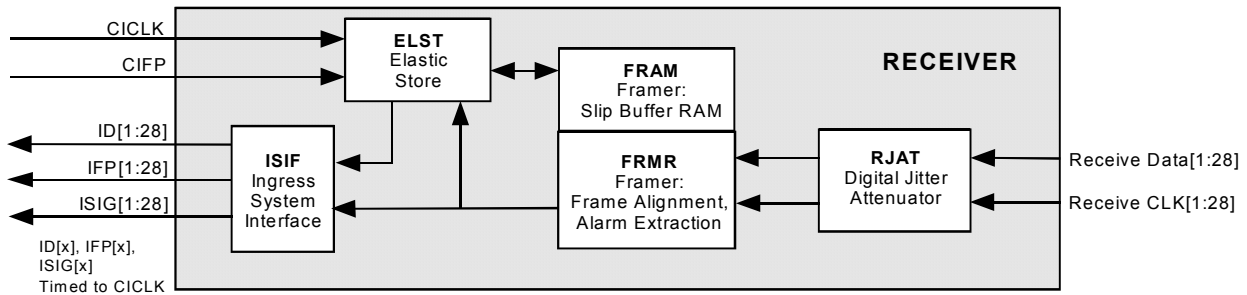 CICLK
CIFP
ID[1:28]
IFP[1:28]
ISIG[1:28]
ID[x], IFP[x],
ISIG[x]
Timed to CICLK
ELST
Elastic
Store
ISIF
Ingress
System
Interface
FRAM
Framer:
Slip Buffer RAM
FRMR
Framer:
Frame Alignment,
Alarm Extraction
RECEIVER
RJAT
Digital Jitter
Attenuator
Receive Data[1:28]
Receive CLK[1:28]